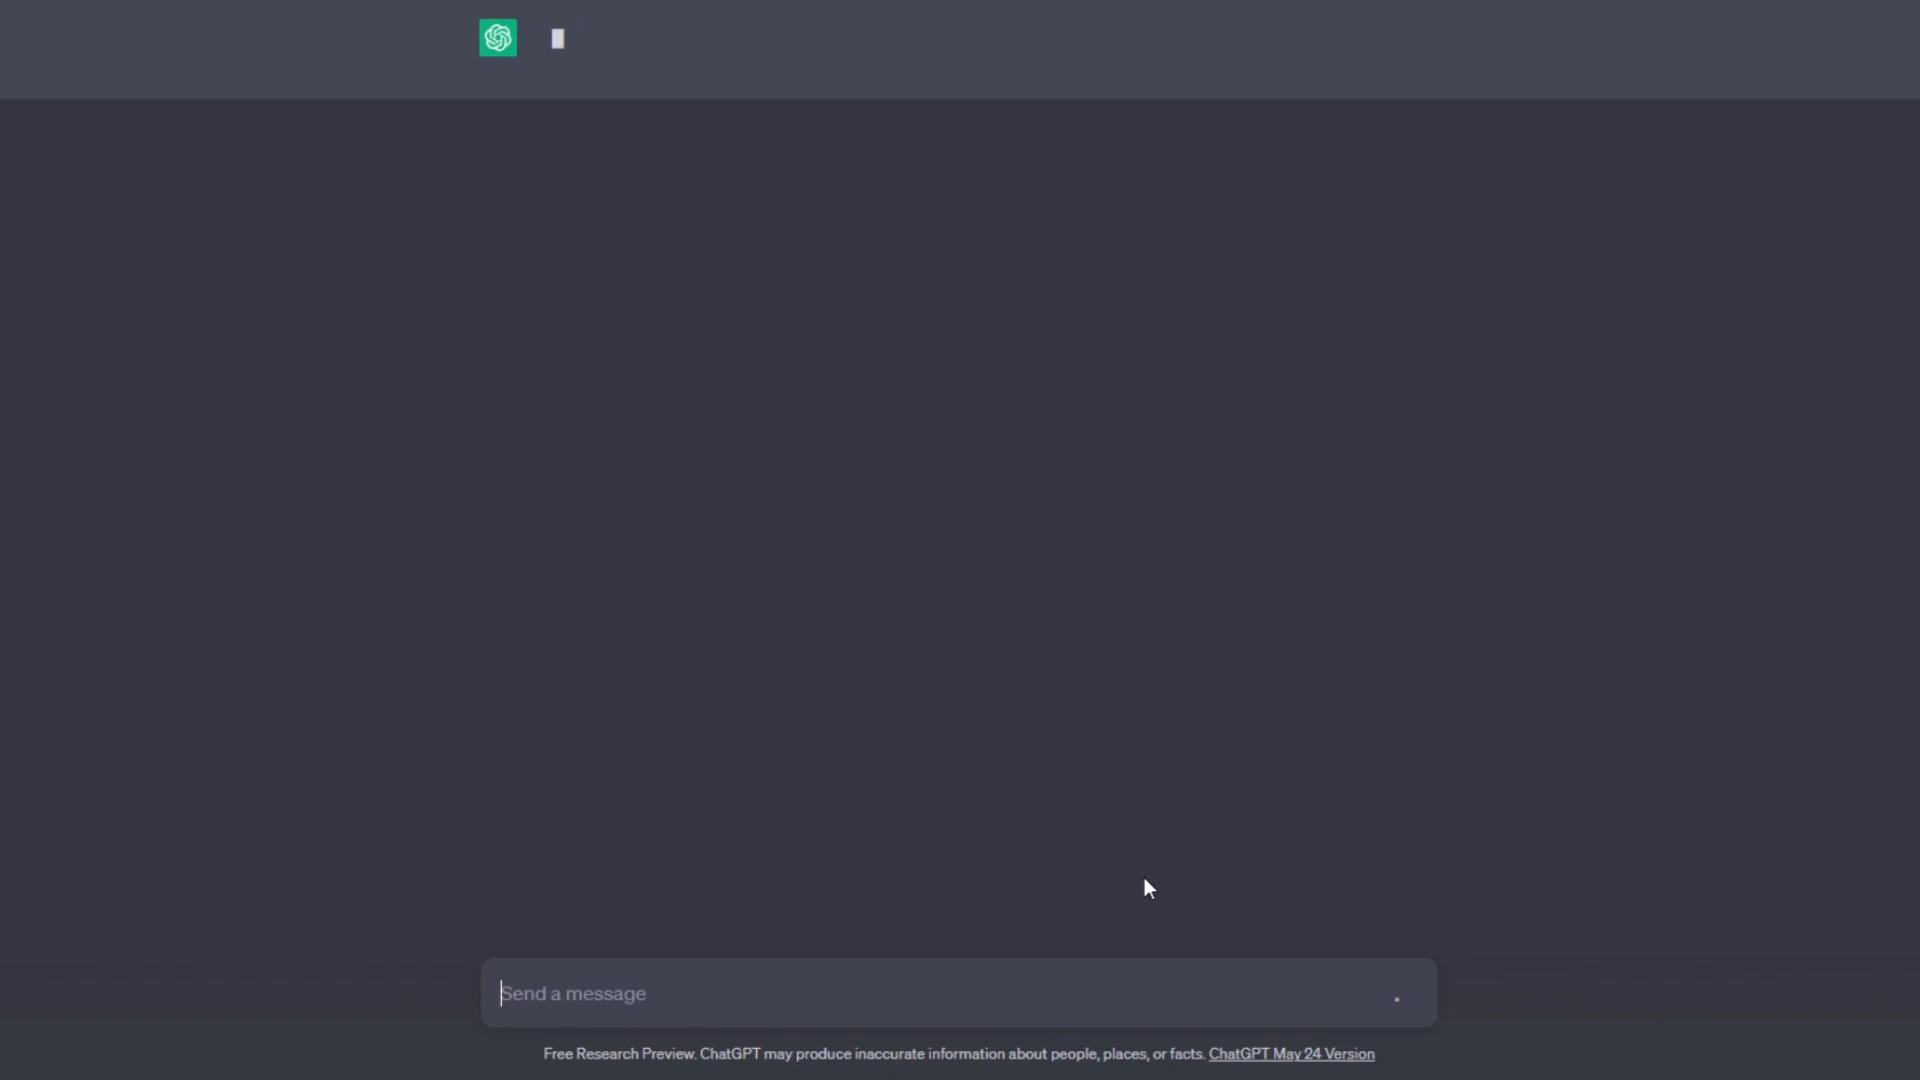 Send a message
Free Research Preview. ChatGPT may produce inaccurate information about people, places, or facts. ChatGPT May 24 Version